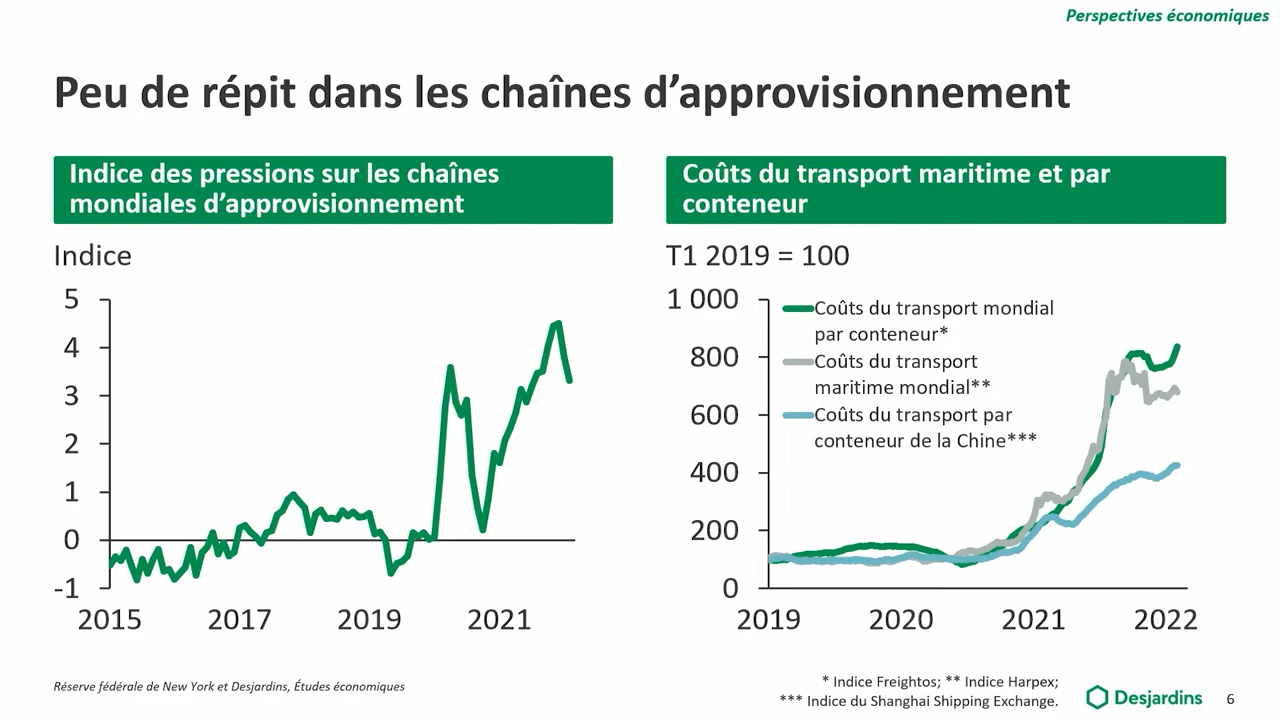 Perspectives économiques
Peu de répit dans les chaînes d’approvisionnement
Indice des pressions sur les chaînes
mondiales d’approvisionnement
Indice
5
4
3
2
1
0
-1
2015
2017
2019
2021
Coûts du transport maritime et par
conteneur
T1 2019 = 100
1 000
800
600
400
200
0
Coûts du transport mondial
par conteneur*
Coûts du transport
maritime mondial**
Coûts du transport par
conteneur de la Chine***
2019
2020
2021
2022
Réserve fédérale de New York et Desjardins, Études économiques
* Indice Freightos; ** Indice Harpex;
*** Indice du Shanghai Shipping Exchange.
Desjardins
6